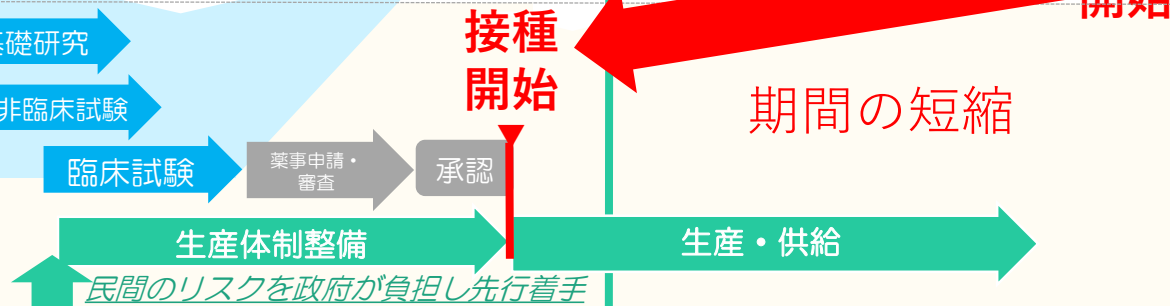 開始
接種
開始
基礎研究
期間の短縮
非臨床試験
臨床試験
薬事申請・
審査
承認
生産体制整備
生産・供給
民間のリスクを政府が負担し先行着手